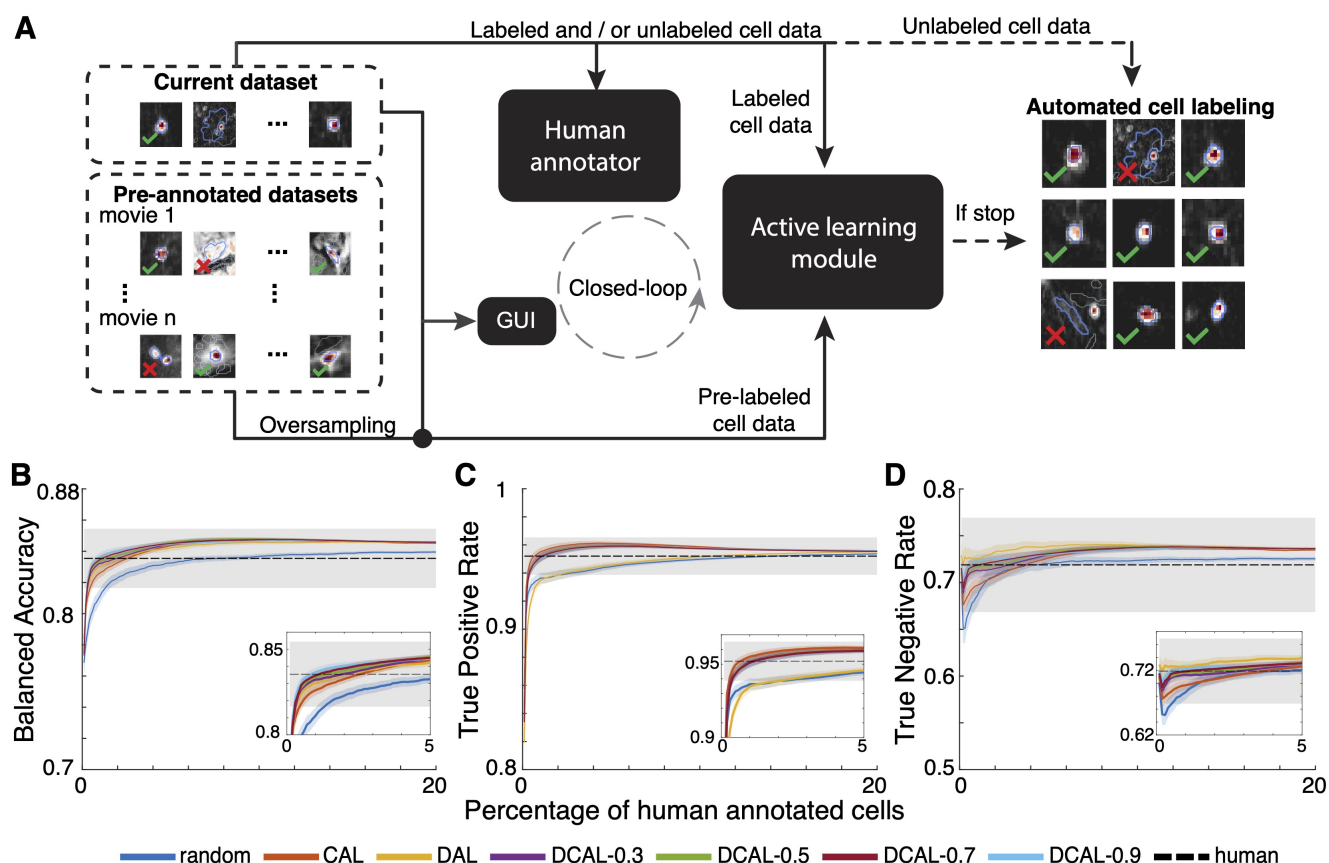 A
Labeled and / or unlabeled cell data
Unlabeled cell data
Current dataset
...
Human
annotator
Labeled
cell data
Automated cell labeling
Pre-annotated datasets
movie 1
...
Active learning
module
If stop
Closed-loop
movie n
GUI
...
Pre-labeled
cell data
Oversampling
B
Balanced Accuracy
0.88
0.8
0.7
0
20
0.85
0.8
0
5
C
True Positive Rate
1
0.9
0.8
0
20
0.95
0.9
0
5
D
True Negative Rate
0.8
0.7
0.6
0.5
0
20
0.72
0.62
0
5
Percentage of human annotated cells
random CAL DAL DCAL-0.3 DCAL-0.5 DCAL-0.7 DCAL-0.9 human